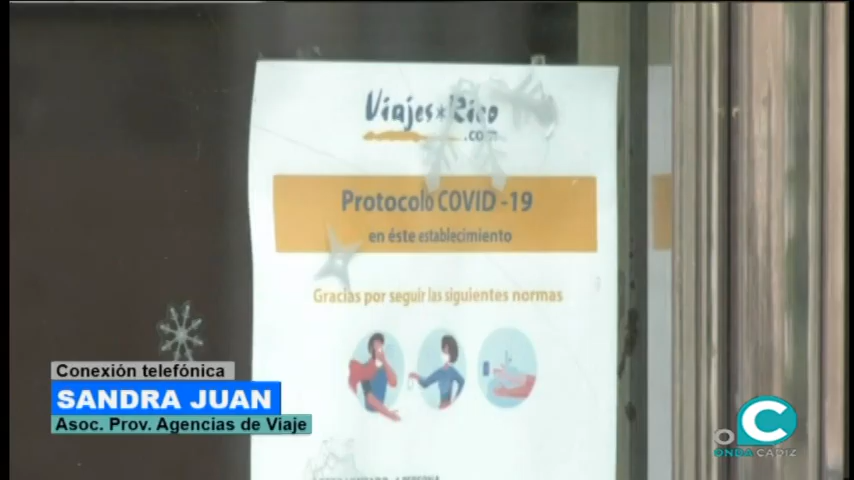 Viajes Rico
.com
Protocolo COVID -19
en éste establecimiento
Gracias por seguir las siguientes normas
Conexión telefónica
SANDRA JUAN
Asoc. Prov. Agencias de Viaje
ONDA CÁDIZ